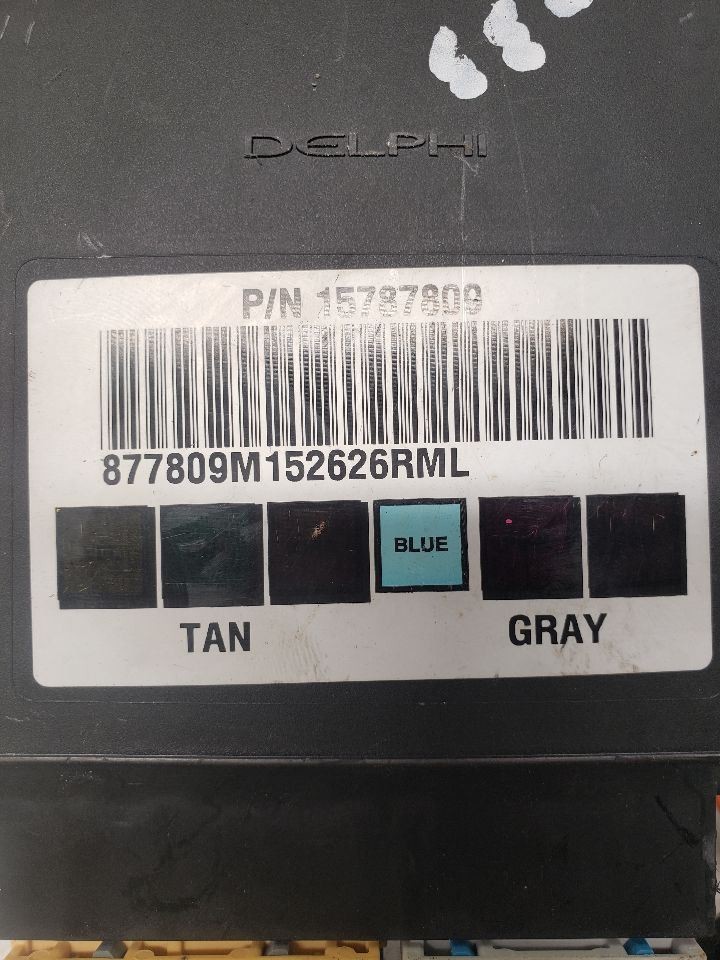 DELPHI
P/N 15787809
877809M152626RML
BLUE
TAN GRAY